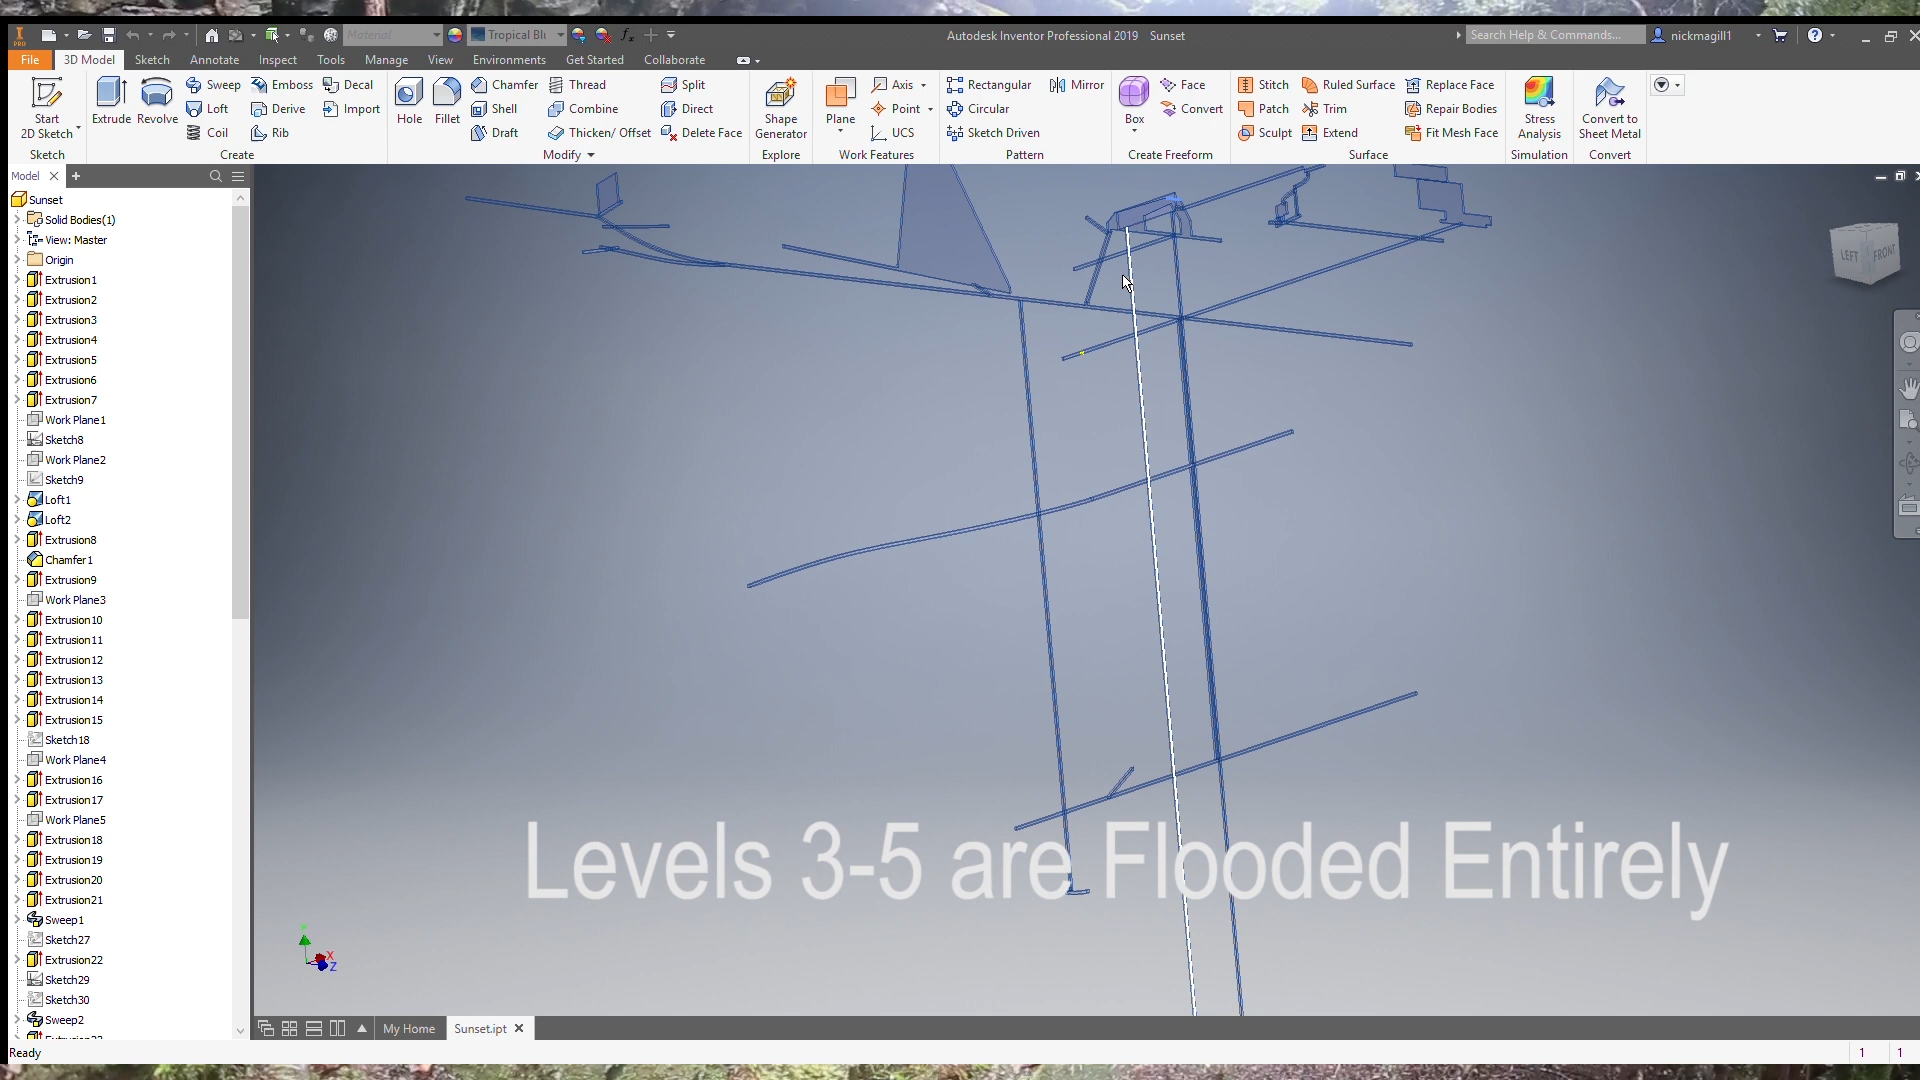 Material
Tropical Blu
Autodesk Inventor Professional 2019 Sunset
Search Help & Commands...
nickmagill1
File 3D Model Sketch Annotate Inspect Tools Manage View Environments Get Started Collaborate
Start
2D Sketch
Sketch
Extrude
Revolve
Sweep
Loft
Coil
Emboss
Derive
Rib
Decal
Import
Create
Hole
Fillet
Chamfer
Shell
Draft
Thread
Combine
Thicken/ Offset
Split
Direct
Delete Face
Modify
Shape
Generator
Explore
Plane
Axis
Point
UCS
Work Features
Rectangular
Circular
Sketch Driven
Mirror
Pattern
Box
Face
Convert
Create Freeform
Stitch
Patch
Sculpt
Ruled Surface
Trim
Extend
Replace Face
Repair Bodies
Fit Mesh Face
Surface
Stress
Analysis
Simulation
Convert to
Sheet Metal
Convert
Model
Sunset
Solid Bodies(1)
View: Master
Origin
Extrusion1
Extrusion2
Extrusion3
Extrusion4
Extrusion5
Extrusion6
Extrusion7
Work Plane1
Sketch8
Work Plane2
Sketch9
Loft1
Loft2
Extrusion8
Chamfer1
Extrusion9
Work Plane3
Extrusion10
Extrusion11
Extrusion12
Extrusion13
Extrusion14
Extrusion15
Sketch18
Work Plane4
Extrusion16
Extrusion17
Work Plane5
Extrusion18
Extrusion19
Extrusion20
Extrusion21
Sweep1
Sketch27
Extrusion22
Sketch29
Sketch30
Sweep2
LEFT FRONT
Levels 3-5 are Flooded Entirely
X
Z
My Home Sunset.ipt
Ready
1 1